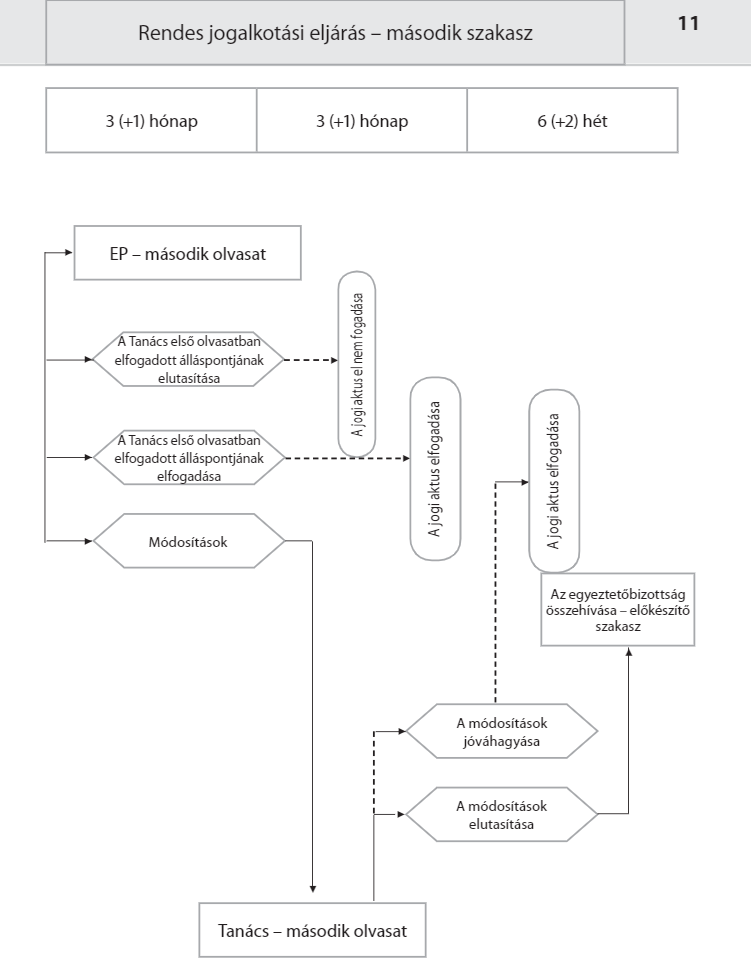 Rendes jogalkotási eljárás – második szakasz
11
3 (+1) hónap
3 (+1) hónap
6 (+2) hét
EP – második olvasat
A Tanács első olvasatban
elfogadott álláspontjának
elutasítása
A jogi aktus el nem fogadása
A Tanács első olvasatban
elfogadott álláspontjának
elfogadása
A jogi aktus elfogadása
A jogi aktus elfogadása
Módosítások
Az egyeztetőbizottság
összehívása – előkészítő
szakasz
A módosítások
jóváhagyása
A módosítások
elutasítása
Tanács – második olvasat